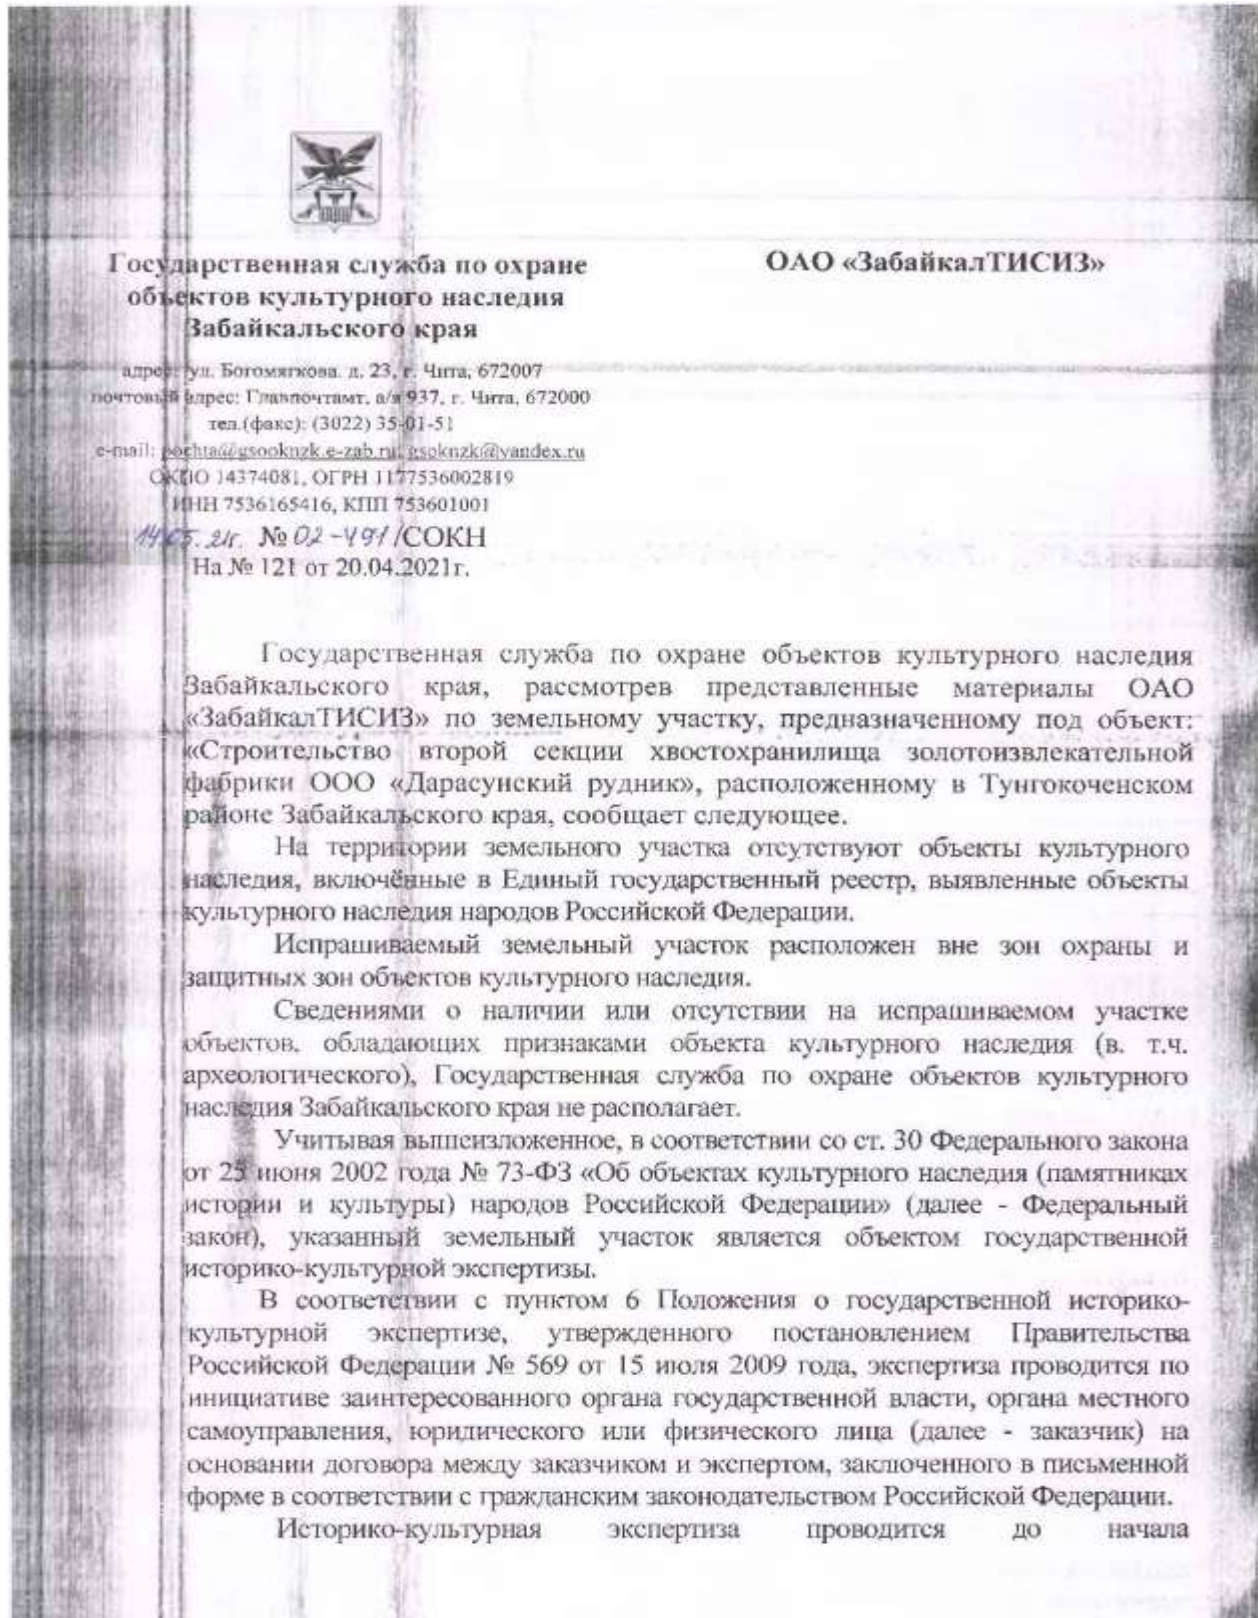 Государственная служба по охране
объектов культурного наследия
Забайкальского края
ОАО «ЗабайкалТИСИЗ»
адрес: ул. Богомягкова, д. 23, г. Чита, 672007
почтовый адрес: Главпочтамт, а/я 937, г. Чита, 672000
тел.(факс): (3022) 35-01-51
e-mail: pochta@gsooknzk.e-zab.ru, gsoknzk@yandex.ru
ОКПО 14374081, ОГРН 1177536002819
ИНН 7536165416, КПП 753601001
14.05.21г. № 02-491/СОКН
На № 121 от 20.04.2021г.
Государственная служба по охране объектов культурного наследия
Забайкальского края, рассмотрев представленные материалы ОАО
«ЗабайкалТИСИЗ» по земельному участку, предназначенному под объект:
«Строительство второй секции хвостохранилища золотоизвлекательной
фабрики ООО «Дарасунский рудник», расположенному в Тунгокоченском
районе Забайкальского края, сообщает следующее.
На территории земельного участка отсутствуют объекты культурного
наследия, включённые в Единый государственный реестр, выявленные объекты
культурного наследия народов Российской Федерации.
Испрашиваемый земельный участок расположен вне зон охраны и
защитных зон объектов культурного наследия.
Сведениями о наличии или отсутствии на испрашиваемом участке
объектов, обладающих признаками объекта культурного наследия (в. т.ч.
археологического), Государственная служба по охране объектов культурного
наследия Забайкальского края не располагает.
Учитывая вышеизложенное, в соответствии со ст. 30 Федерального закона
от 25 июня 2002 года № 73-ФЗ «Об объектах культурного наследия (памятниках
истории и культуры) народов Российской Федерации» (далее - Федеральный
закон), указанный земельный участок является объектом государственной
историко-культурной экспертизы.
В соответствии с пунктом 6 Положения о государственной историко-
культурной экспертизе, утвержденного постановлением Правительства
Российской Федерации № 569 от 15 июля 2009 года, экспертиза проводится по
инициативе заинтересованного органа государственной власти, органа местного
самоуправления, юридического или физического лица (далее - заказчик) на
основании договора между заказчиком и экспертом, заключенного в письменной
форме в соответствии с гражданским законодательством Российской Федерации.
Историко-культурная экспертиза проводится до начала